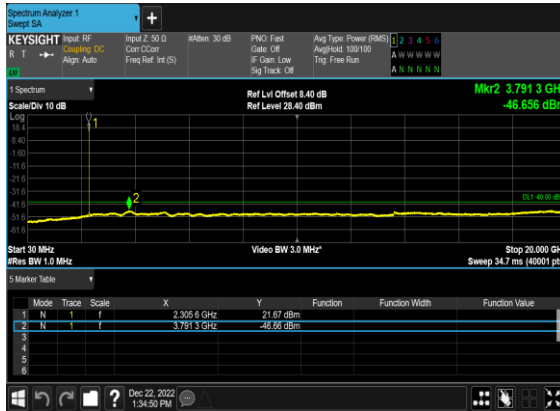 Spectrum Analyzer 1
Swept SA
+
KEYSIGHT
R T
Input: RF
Coupling: DC
Align: Auto
Input Z: 50 Ω
Corr CCorr
Freq Ref: Int (S)
#Atten: 30 dB
PNO: Fast
Gate: Off
IF Gain: Low
Sig Track: Off
Avg Type: Power (RMS)
Avg|Hold: 100/100
Trig: Free Run
1 2 3 4 5 6
A W W W W W
A N N N N N
1 Spectrum
Scale/Div 10 dB
Ref Lvl Offset 8.40 dB
Ref Level 28.40 dBm
Mkr2 3.791 3 GHz
-46.656 dBm
Log
18.4
8.40
-1.60
-11.6
-21.6
-31.6
-41.6
-51.6
-61.6
1
2
DL1 -40.00 dBm
Start 30 MHz
#Res BW 1.0 MHz
Video BW 3.0 MHz*
Stop 20.000 GHz
Sweep 34.7 ms (40001 pts)
5 Marker Table
Mode Trace Scale X Y Function Function Width Function Value
1 N 1 f 2.305 6 GHz 21.67 dBm
2 N 1 f 3.791 3 GHz -46.66 dBm
3
4
5
6
?
Dec 22, 2022
1:34:50 PM